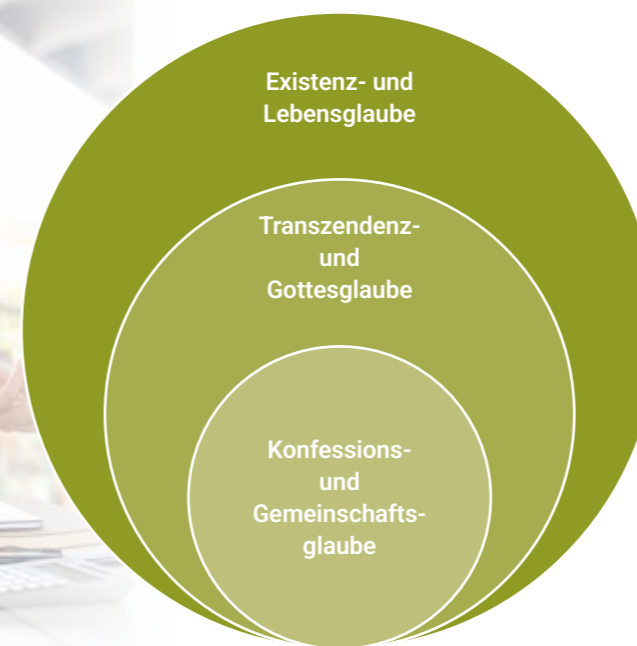 Existenz- und
Lebensglaube
Transzendenz-
und
Gottesglaube
Konfessions-
und
Gemeinschafts-
glaube